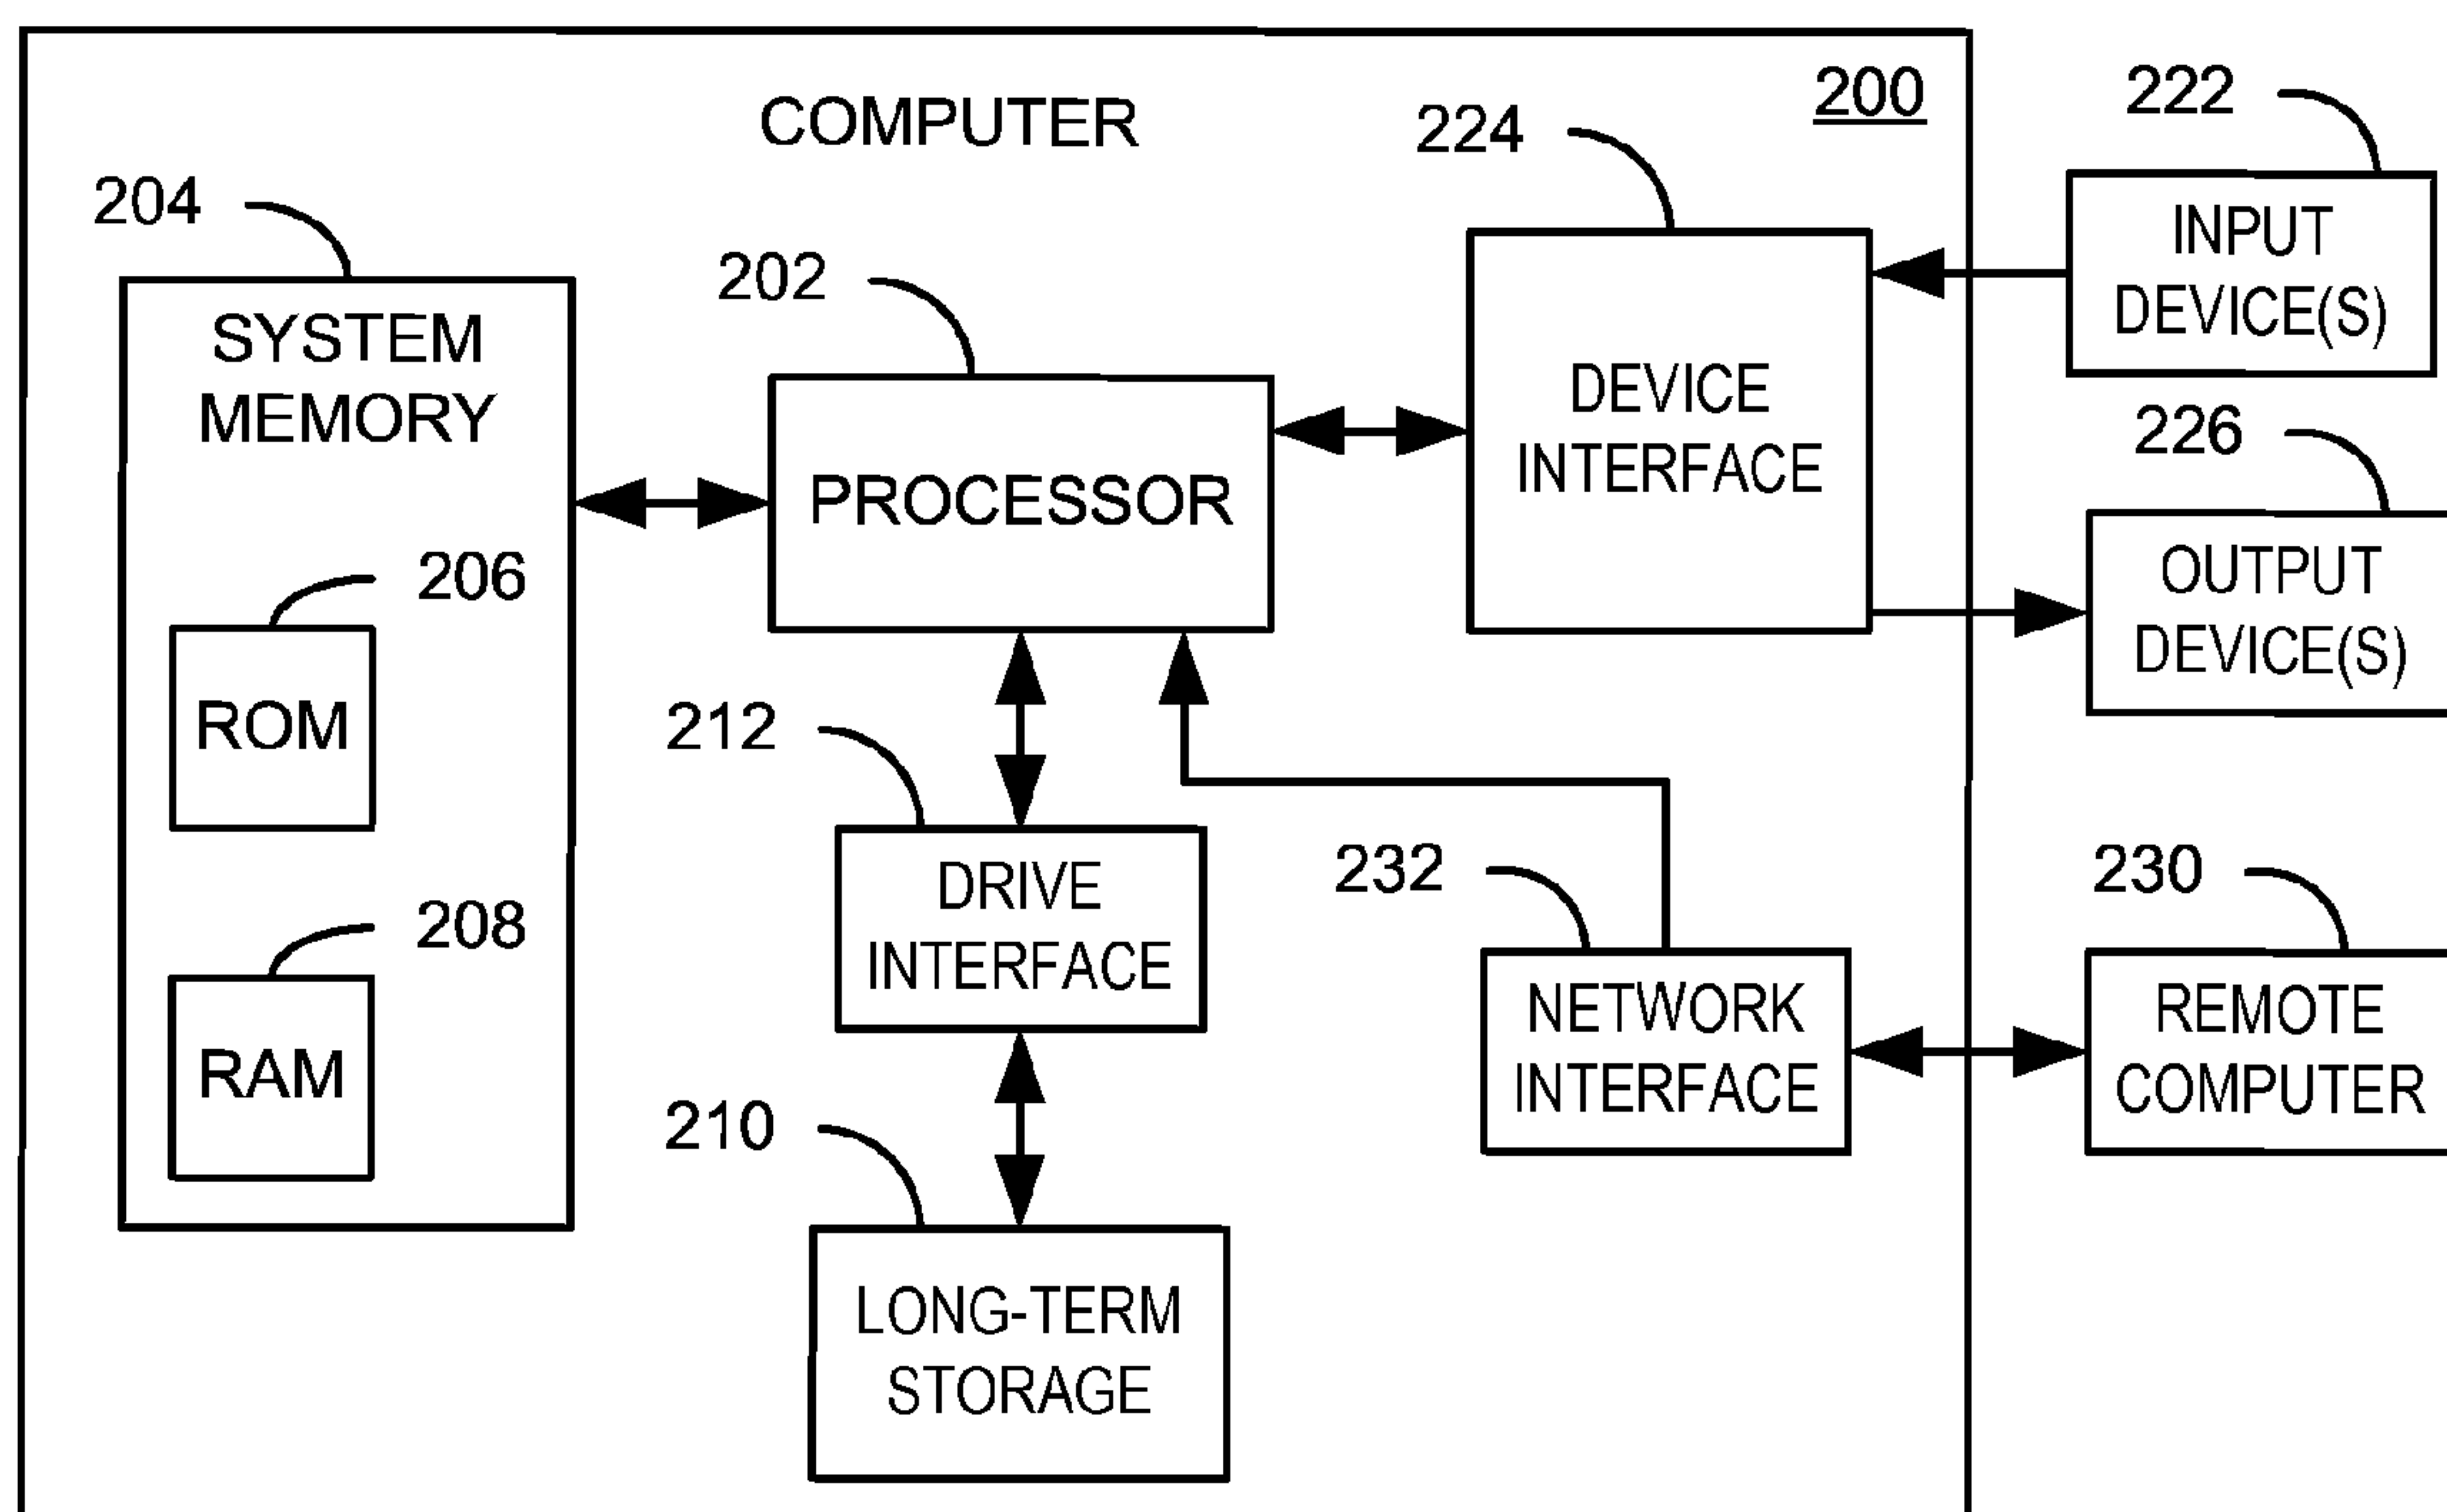 COMPUTER
200
222
224
204
202
INPUT
DEVICE(S)
SYSTEM
MEMORY
DEVICE
INTERFACE
226
PROCESSOR
OUTPUT
DEVICE(S)
206
ROM
212
232
230
DRIVE
INTERFACE
208
RAM
NETWORK
INTERFACE
REMOTE
COMPUTER
210
LONG-TERM
STORAGE